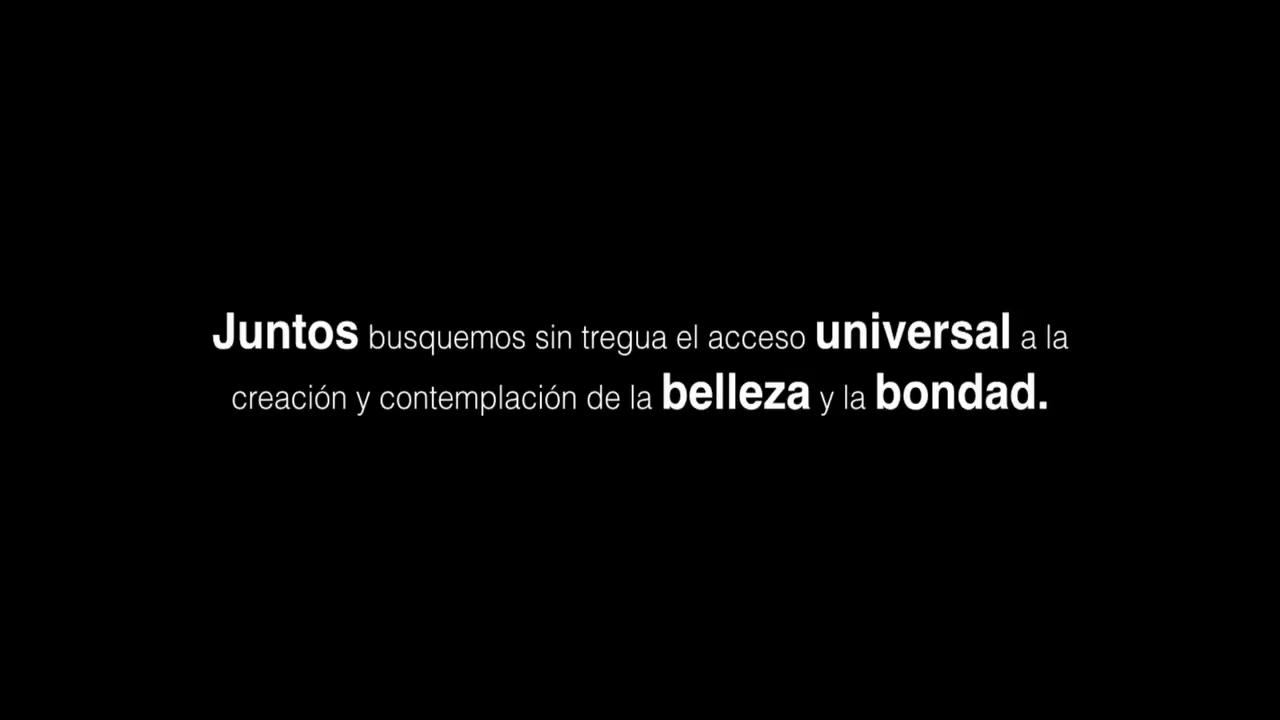 Juntos busquemos sin tregua el acceso universal a la
creación y contemplación de la belleza y la bondad.